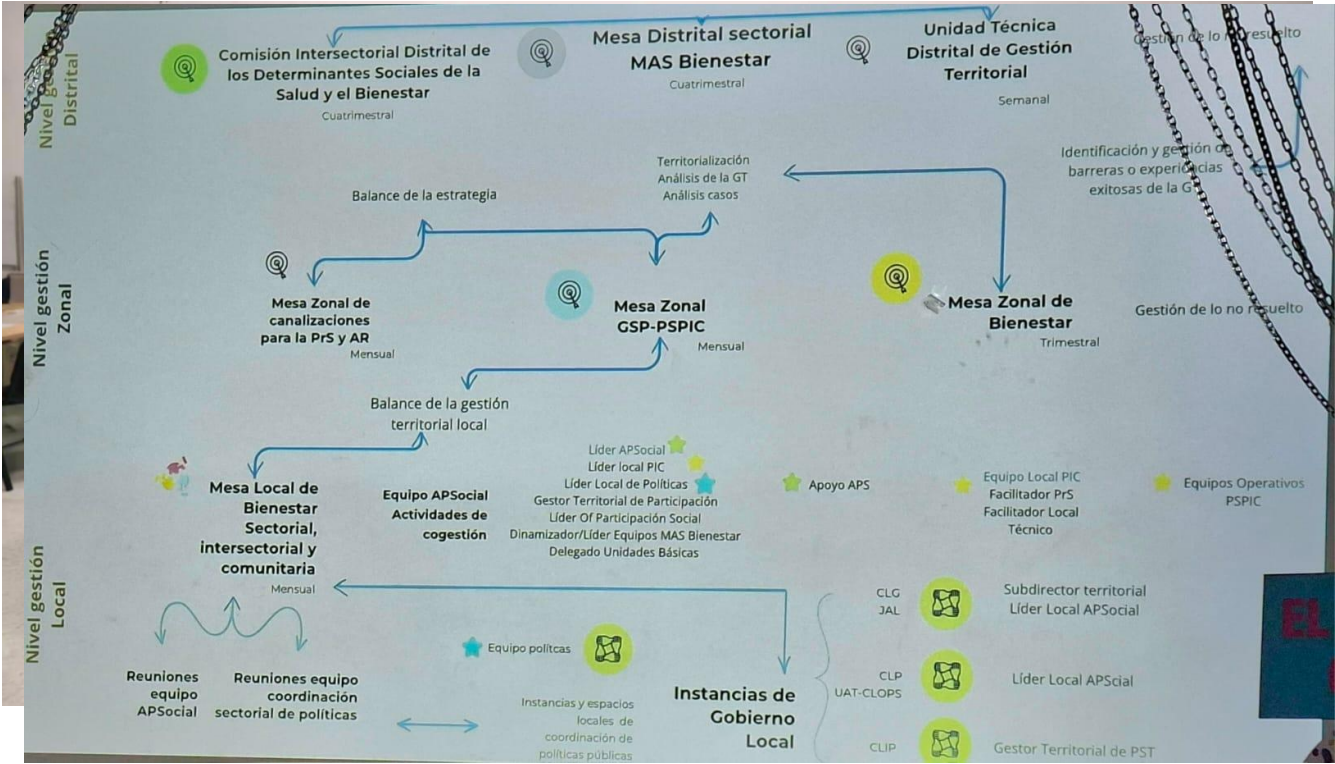 Nivel gestión
Distrital
Comisión Intersectorial Distrital de
los Determinantes Sociales de la
Salud y el Bienestar
Cuatrimestral
Mesa Distrital sectorial
MAS Bienestar
Cuatrimestral
Unidad Técnica
Distrital de Gestión
Territorial
Semanal
Gestión de lo no resuelto
Identificación y gestión de
barreras o experiencias
exitosas de la GT
Territorialización
Análisis de la GT
Análisis casos
Balance de la estrategia
Nivel gestión
Zonal
Mesa Zonal de
canalizaciones
para la PrS y AR
Mensual
Mesa Zonal
GSP-PSPIC
Mensual
Mesa Zonal de
Bienestar
Trimestral
Gestión de lo no resuelto
Balance de la gestión
territorial local
Nivel gestión
Local
Mesa Local de
Bienestar
Sectorial,
intersectorial y
comunitaria
Mensual
Equipo APSocial
Actividades de
cogestión
Líder APSocial
Líder local PIC
Líder Local de Políticas
Gestor Territorial de Participación
Líder Of Participación Social
Dinamizador/Líder Equipos MAS Bienestar
Delegado Unidades Básicas
Apoyo APS
Equipo Local PIC
Facilitador PrS
Facilitador Local
Técnico
Equipos Operativos
PSPIC
Reuniones
equipo
APSocial
Reuniones equipo
coordinación
sectorial de políticas
Equipo polítcas
Instancias y espacios
locales de
coordinación de
políticas públicas
Instancias de
Gobierno
Local
CLG
JAL
Subdirector territorial
Líder Local APSocial
CLP
UAT-CLOPS
Líder Local APScial
CLIP
Gestor Territorial de PST
EL